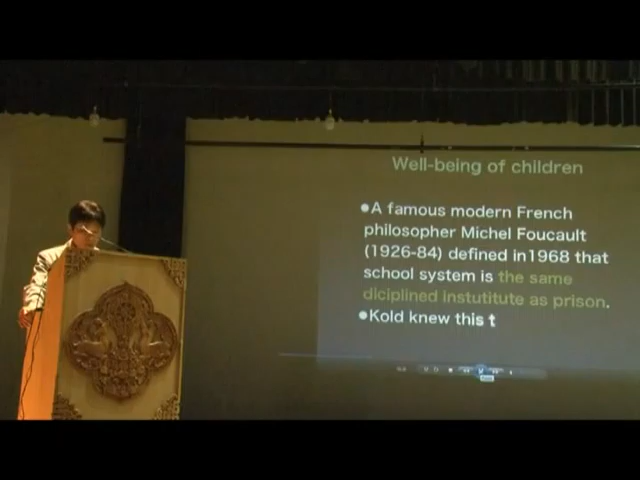 Well-being of children
●A famous modern French
philosopher Michel Foucault
(1926-84) defined in1968 that
school system is the same
diciplined instutitute as prison.
●Kold knew this t